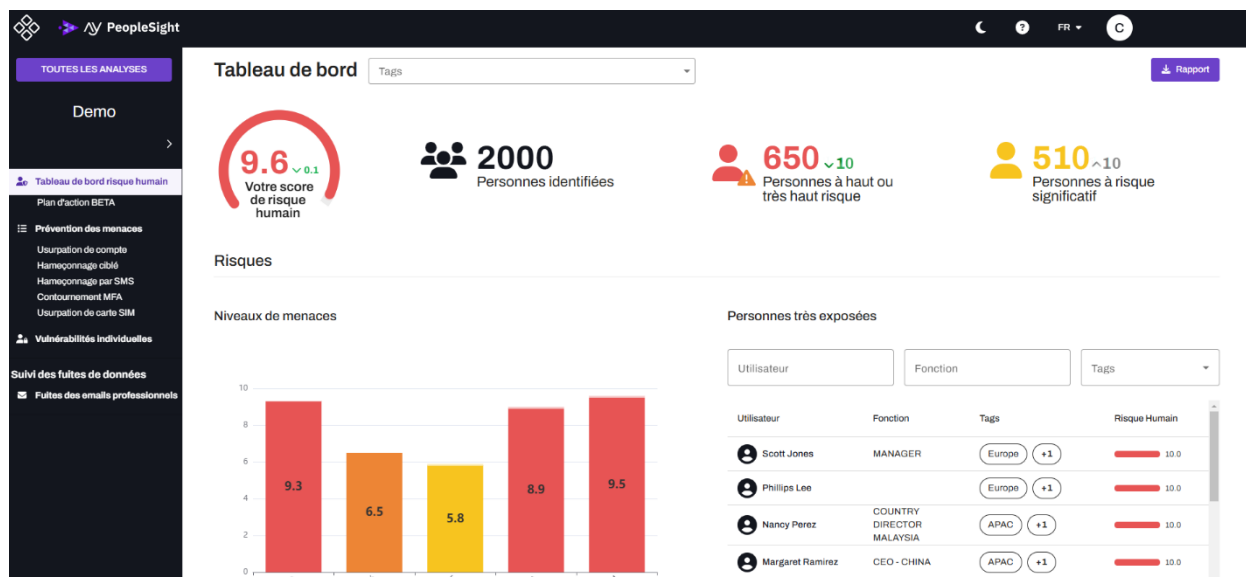 PeopleSight
FR
C
TOUTES LES ANALYSES
Demo
Tableau de bord risque humain
Plan d'action BETA
Prévention des menaces
Usurpation de compte
Hameçonnage ciblé
Hameçonnage par SMS
Contournement MFA
Usurpation de carte SIM
Vulnérabilités individuelles
Suivi des fuites de données
Fuites des emails professionnels
Tableau de bord
Tags
Rapport
9.6 0.1
Votre score
de risque
humain
2000
Personnes identifiées
650 10
Personnes à haut ou
très haut risque
510 10
Personnes à risque
significatif
Risques
Niveaux de menaces
10
8
6
4
2
0
9.3
6.5
5.8
8.9
9.5
Personnes très exposées
Utilisateur
Fonction
Tags
Utilisateur Fonction Tags Risque Humain
Scott Jones MANAGER Europe +1 10.0
Phillips Lee Europe +1 10.0
Nancy Perez COUNTRY
DIRECTOR
MALAYSIA
APAC +1 10.0
Margaret Ramirez CEO - CHINA APAC +1 10.0